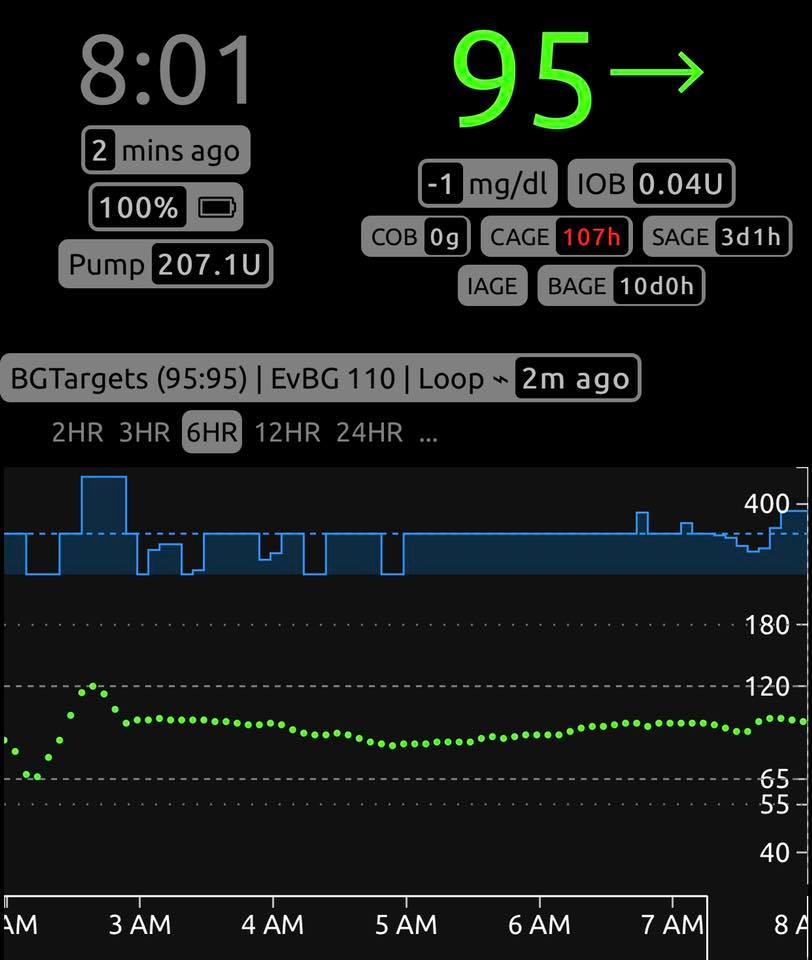 8:01
2 mins ago
100%
Pump 207.1U
95→
-1 mg/dl IOB 0.04U
COB 0g CAGE 107h SAGE 3d1h
IAGE BAGE 10d0h
BGTargets (95:95) | EvBG 110 | Loop ⌁ 2m ago
2HR 3HR 6HR 12HR 24HR ...
400
180
120
65
55
40
AM 3 AM 4 AM 5 AM 6 AM 7 AM 8 A